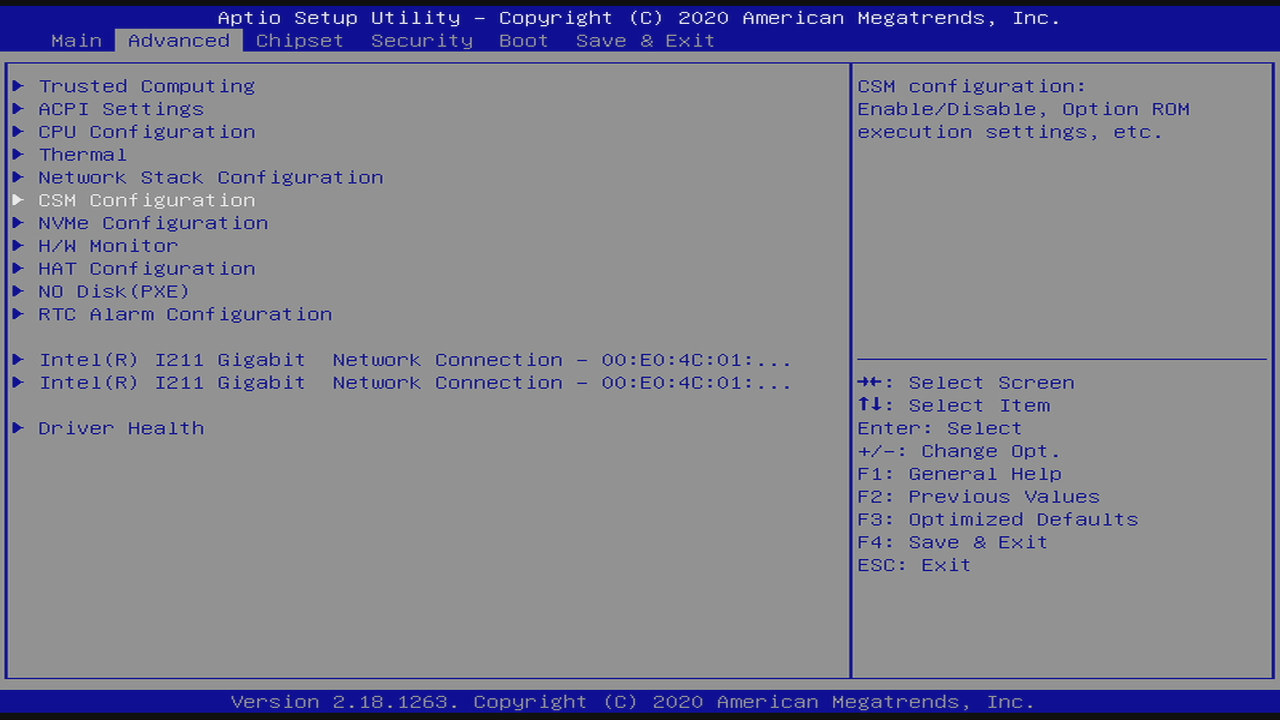 Aptio Setup Utility – Copyright (C) 2020 American Megatrends, Inc.
Main Advanced Chipset Security Boot Save & Exit
Trusted Computing
ACPI Settings
CPU Configuration
Thermal
Network Stack Configuration
CSM Configuration
NVMe Configuration
H/W Monitor
HAT Configuration
NO Disk(PXE)
RTC Alarm Configuration
Intel(R) I211 Gigabit  Network Connection – 00:E0:4C:01:...
Intel(R) I211 Gigabit  Network Connection – 00:E0:4C:01:...
Driver Health
CSM configuration:
Enable/Disable, Option ROM
execution settings, etc.
→←: Select Screen
↑↓: Select Item
Enter: Select
+/-: Change Opt.
F1: General Help
F2: Previous Values
F3: Optimized Defaults
F4: Save & Exit
ESC: Exit
Version 2.18.1263. Copyright (C) 2020 American Megatrends, Inc.